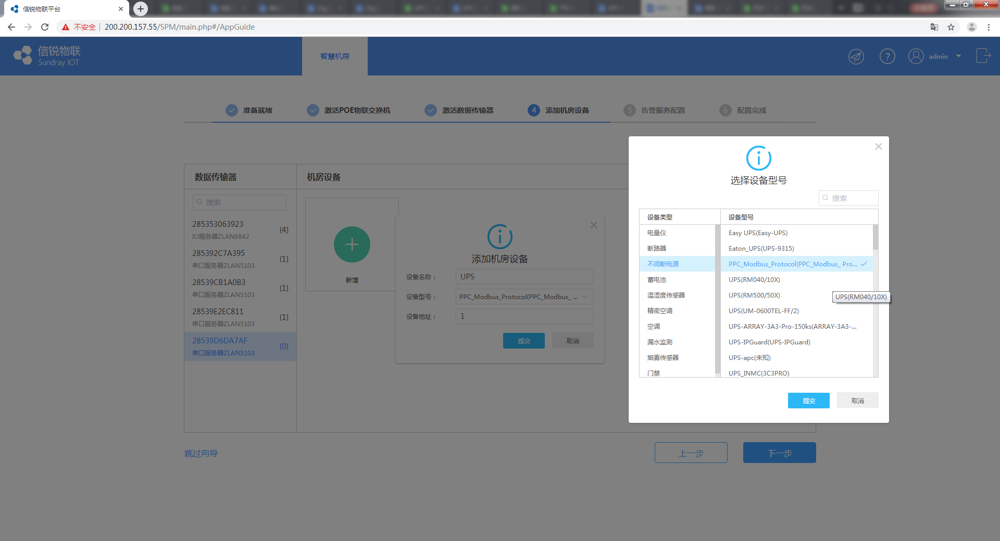 信锐物联平台
不安全
200.200.157.55/SPM/main.php#/AppGuide
信锐物联
Sundray IOT
智慧机房
?
admin
准备就绪
激活POE物联交换机
激活数据传输器
4 添加机房设备
5 告警服务配置
6 配置完成
数据传输器
搜索
285353063923
IO服务器ZLAN6842
(4)
285392C7A395
串口服务器ZLAN5103
(1)
28539CB1A0B3
串口服务器ZLAN5103
(1)
28539E2EC811
串口服务器ZLAN5103
(1)
28539D6DA7AF
串口服务器ZLAN5103
(0)
机房设备
新增
添加机房设备
设备名称： UPS
设备型号： PPC_Modbus_Protocol(PPC_Modbus_ ...
设备地址： 1
提交 取消
选择设备型号
搜索
设备类型
电量仪
断路器
不间断电源
蓄电池
温湿度传感器
精密空调
空调
漏水监测
烟雾传感器
门禁
设备型号
Easy UPS(Easy-UPS)
Eaton_UPS(UPS-9315)
PPC_Modbus_Protocol(PPC_Modbus_ Pro...
UPS(RM040/10X)
UPS(RM500/50X)
UPS(RM040/10X)
UPS(UM-0600TEL-FF/2)
UPS-ARRAY-3A3-Pro-150ks(ARRAY-3A3-...
UPS-IPGuard(UPS-IPGuard)
UPS-apc(未知)
UPS_INMC(3C3PRO)
提交 取消
跳过向导
上一步
下一步